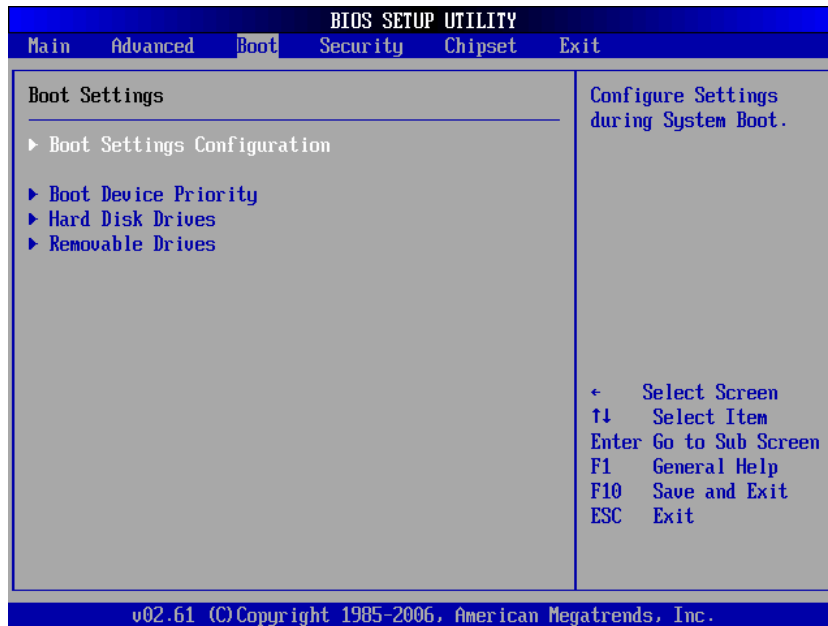 BIOS SETUP UTILITY
Main Advanced Boot Security Chipset Exit
Boot Settings
▶ Boot Settings Configuration
▶ Boot Device Priority
▶ Hard Disk Drives
▶ Removable Drives
Configure Settings
during System Boot.
← Select Screen
↑↓ Select Item
Enter Go to Sub Screen
F1 General Help
F10 Save and Exit
ESC Exit
v02.61 (C)Copyright 1985-2006, American Megatrends, Inc.